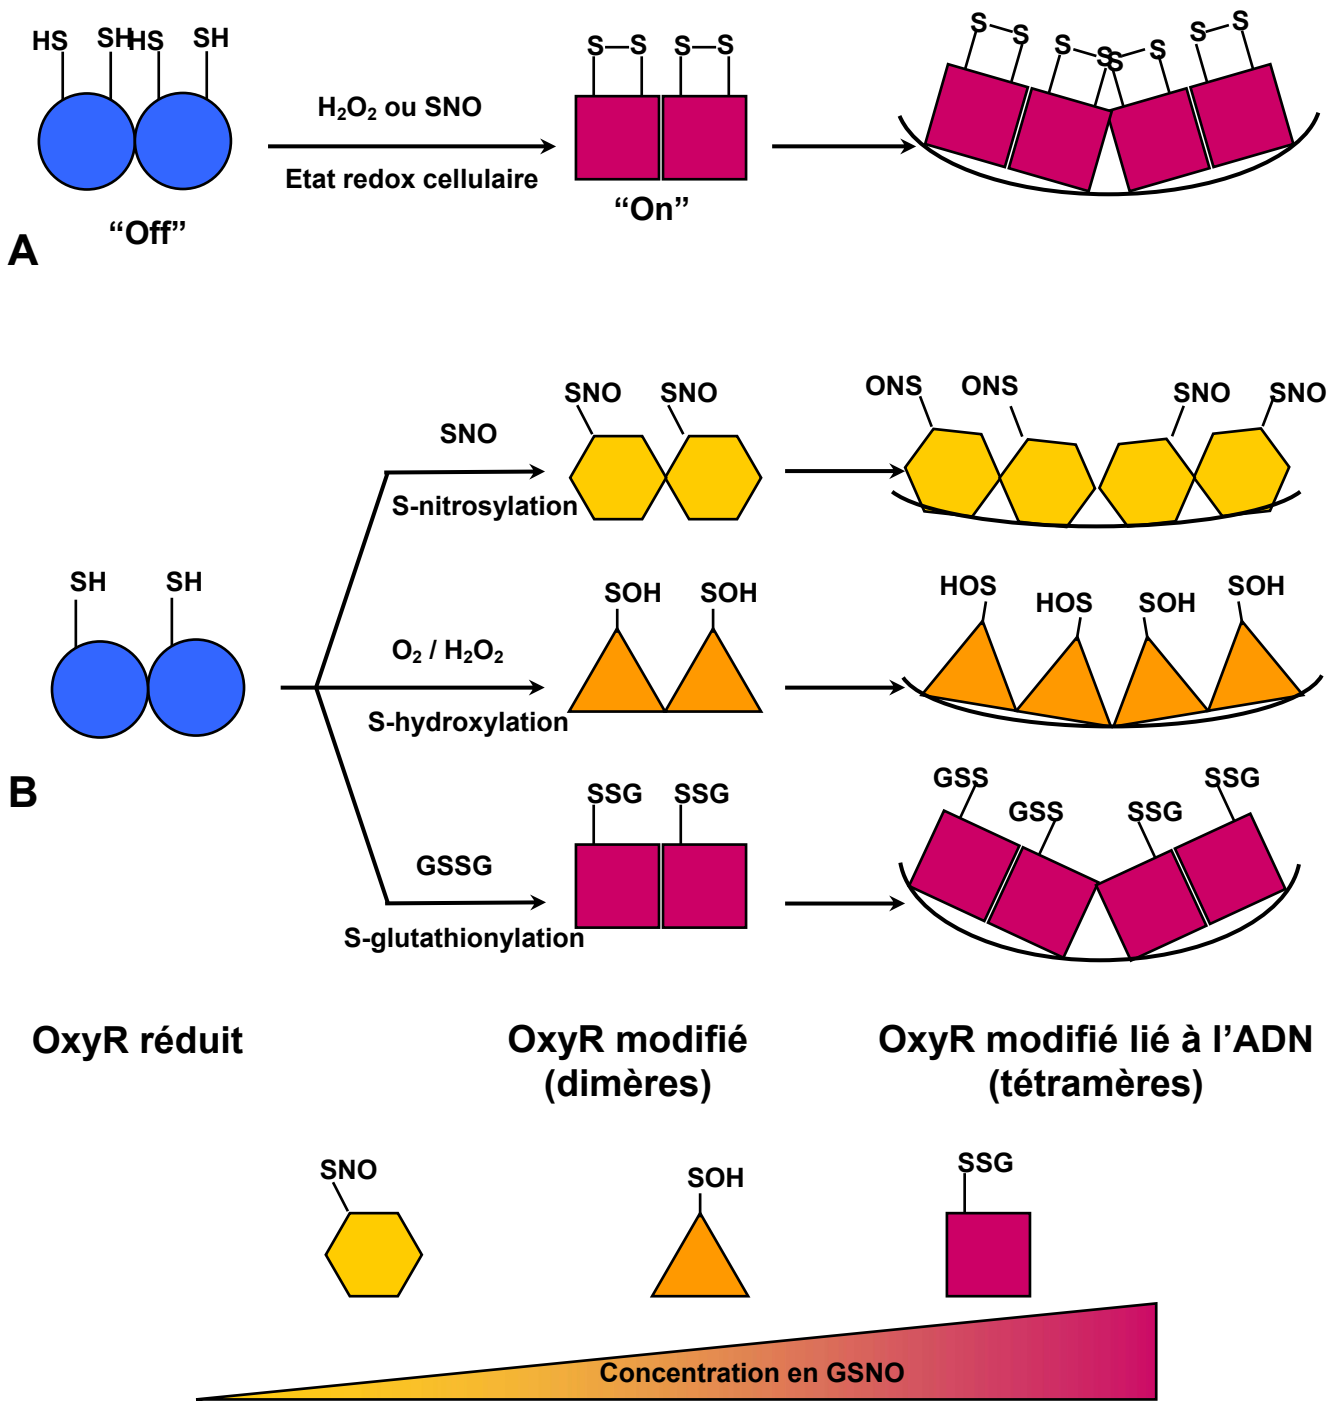 HS SH HS SH
H₂O₂ ou SNO
Etat redox cellulaire
“Off”
S S S S
“On”
S S S S S S S S
A
SNO
S-nitrosylation
SNO SNO
ONS ONS SNO SNO
SH SH
O₂ / H₂O₂
S-hydroxylation
SOH SOH
HOS HOS SOH SOH
B
GSSG
S-glutathionylation
SSG SSG
GSS GSS SSG SSG
OxyR réduit
OxyR modifié
(dimères)
OxyR modifié lié à l’ADN
(tétramères)
SNO
SOH
SSG
Concentration en GSNO